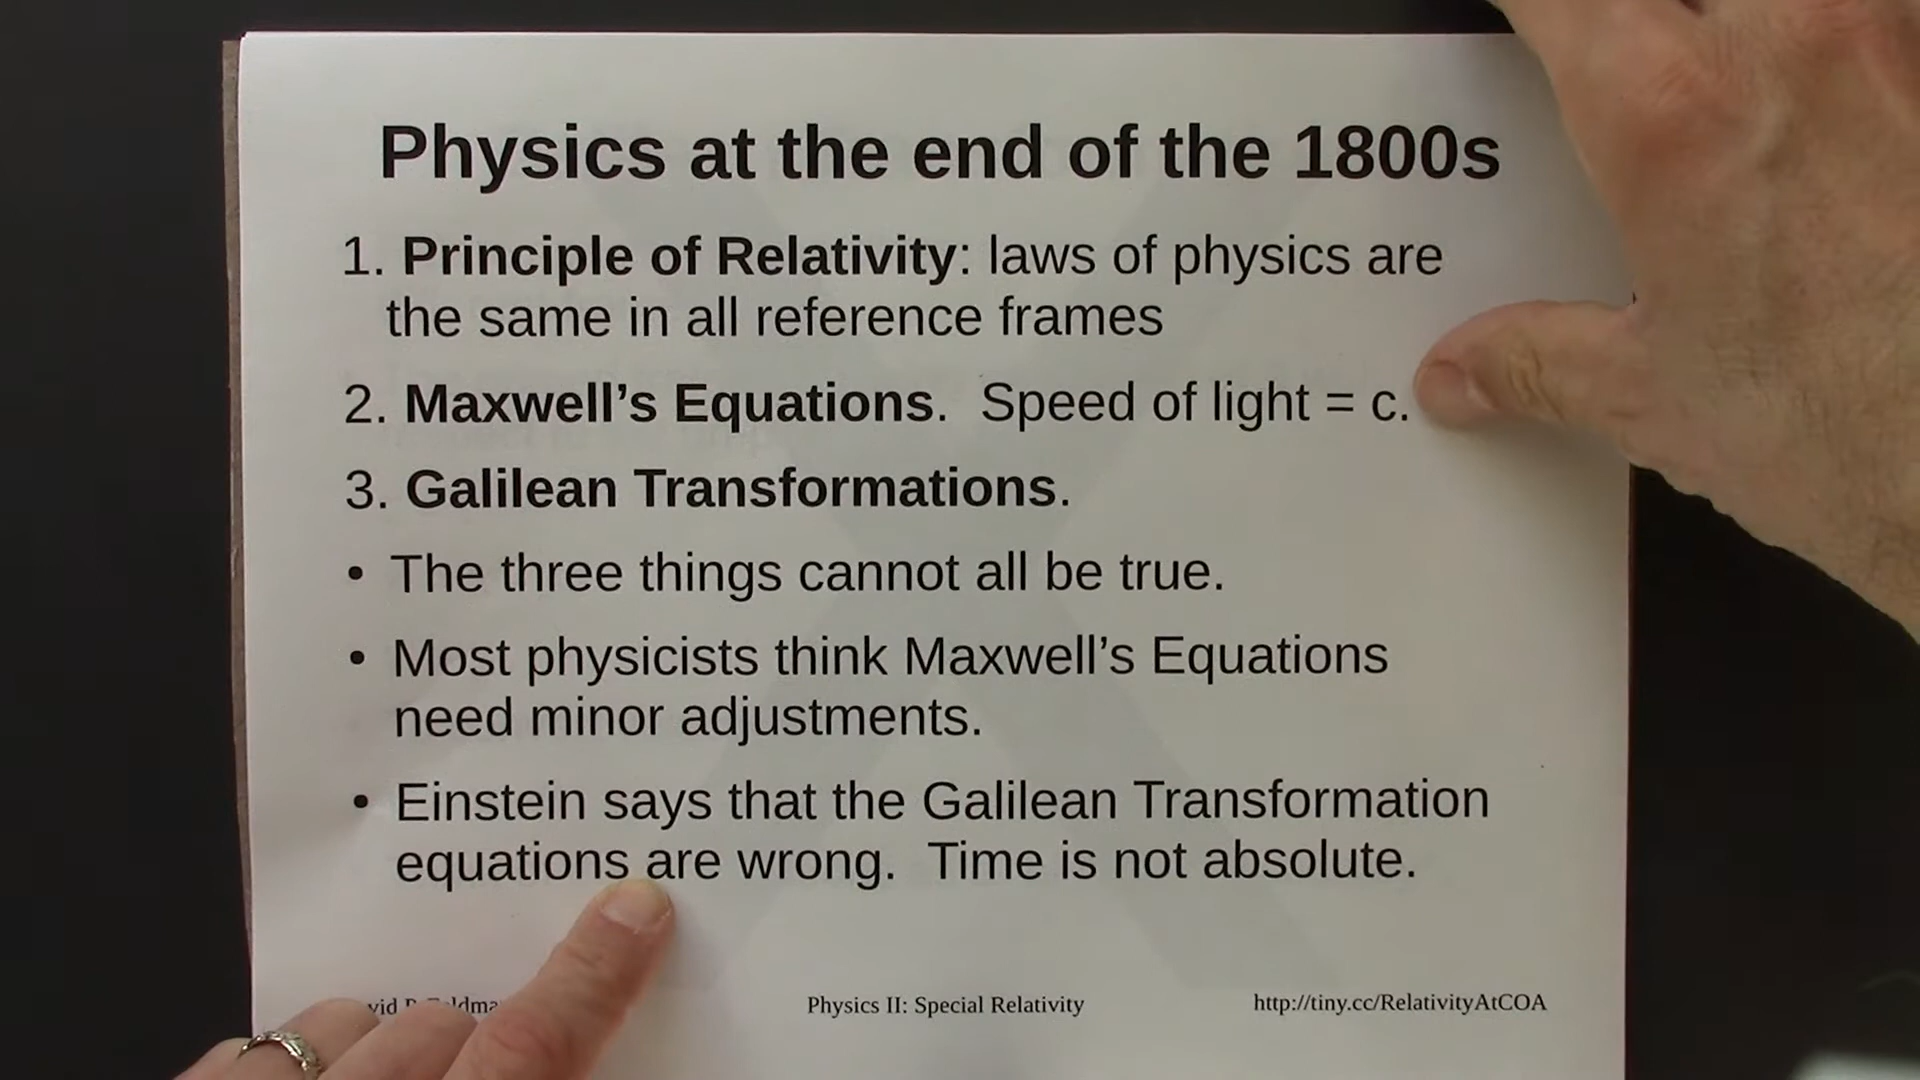 Physics at the end of the 1800s
1. Principle of Relativity: laws of physics are
the same in all reference frames
2. Maxwell's Equations. Speed of light = c.
3. Galilean Transformations.
• The three things cannot all be true.
• Most physicists think Maxwell's Equations
need minor adjustments.
• Einstein says that the Galilean Transformation
equations are wrong. Time is not absolute.
Physics II: Special Relativity http://tiny.cc/RelativityAtCOA